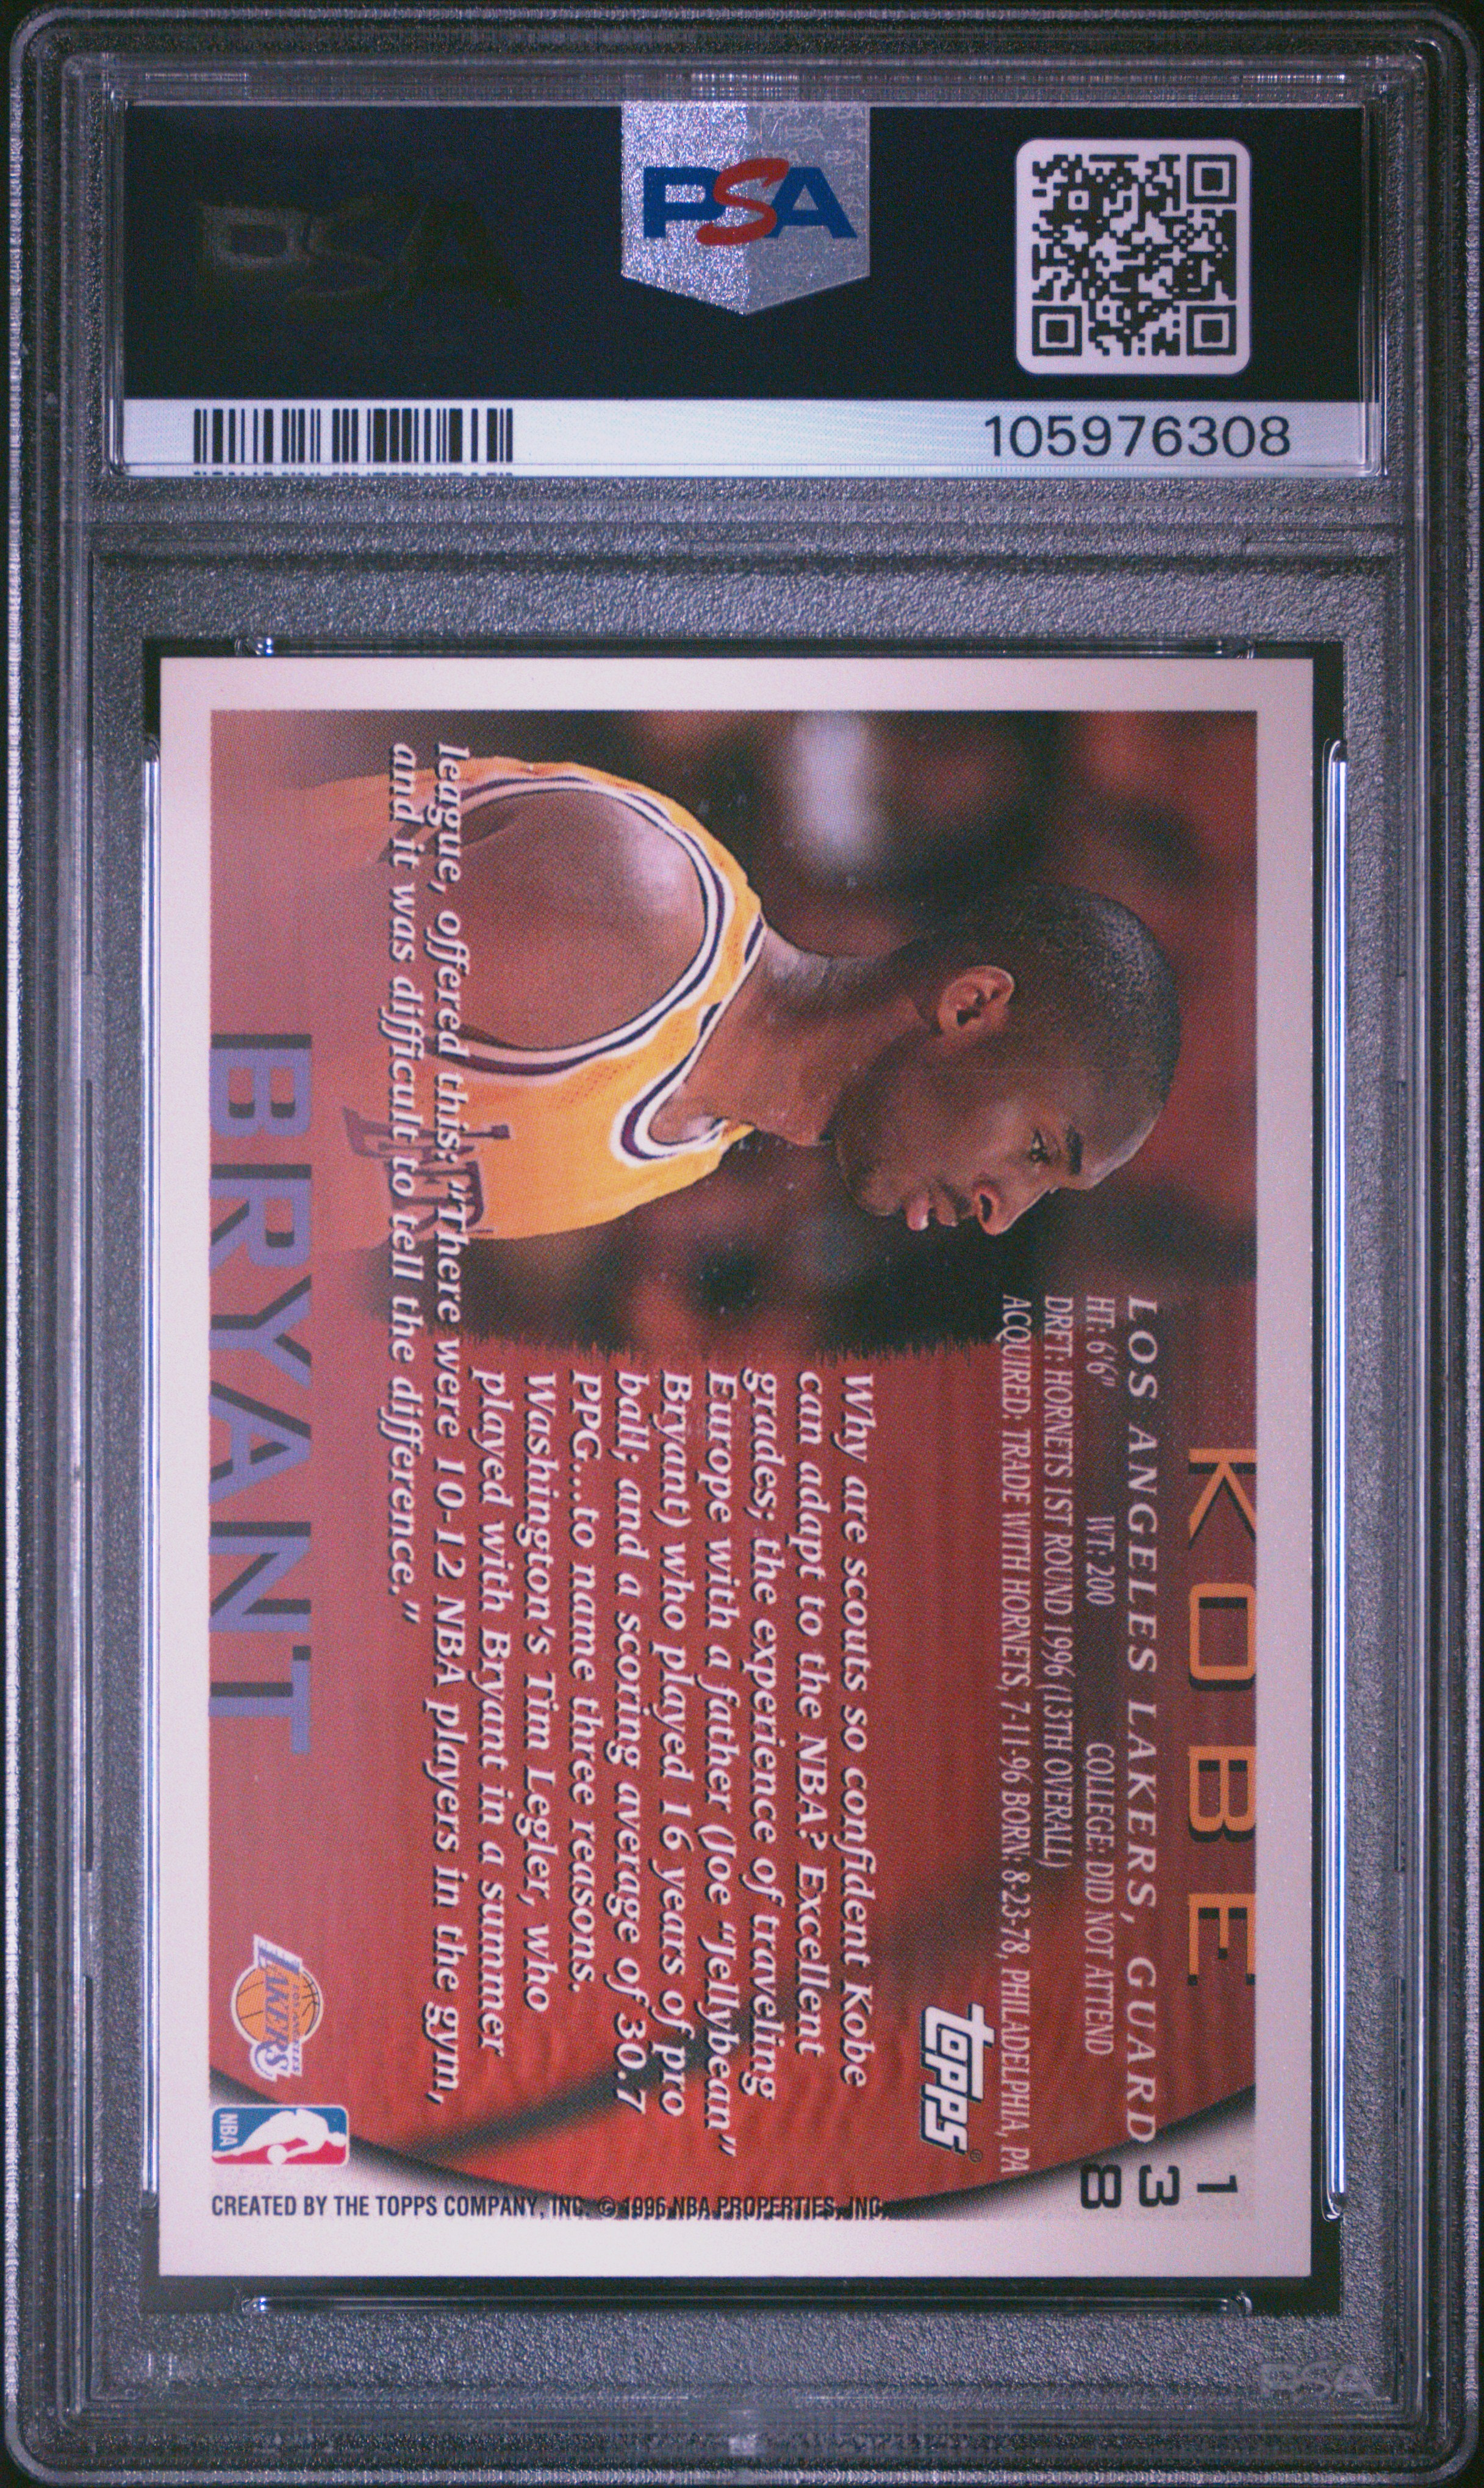 PSA
PSA
105976308
KOBE
138
LOS ANGELES LAKERS, GUARD
HT: 6'6" WT: 200 COLLEGE: DID NOT ATTEND
DRFT: HORNETS 1ST ROUND 1996 (13TH OVERALL)
ACQUIRED: TRADE WITH HORNETS, 7-11-96 BORN: 8-23-78, PHILADELPHIA, PA
Topps®
Why are scouts so confident Kobe
can adapt to the NBA? Excellent
grades; the experience of traveling
Europe with a father (Joe "Jellybean"
Bryant) who played 16 years of pro
ball; and a scoring average of 30.7
PPG...to name three reasons.
Washington's Tim Legler, who
played with Bryant in a summer
league, offered this: "There were 10-12 NBA players in the gym,
and it was difficult to tell the difference."
BRYANT
LOS ANGELES
LAKERS
NBA
CREATED BY THE TOPPS COMPANY, INC. © 1996 NBA PROPERTIES, INC.
PSA